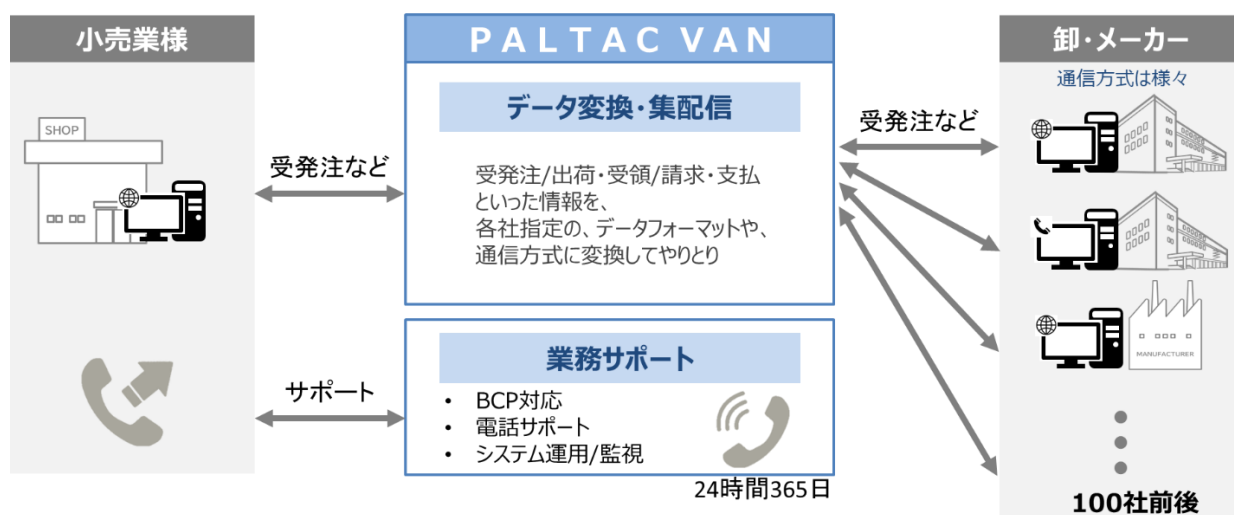 小売業様
SHOP
受発注など
サポート
PALTAC VAN
データ変換・集配信
受発注/出荷・受領/請求・支払
といった情報を、
各社指定の、データフォーマットや、
通信方式に変換してやりとり
業務サポート
• BCP対応
• 電話サポート
• システム運用/監視
24時間365日
受発注など
卸・メーカー
通信方式は様々
MANUFACTURER
100社前後